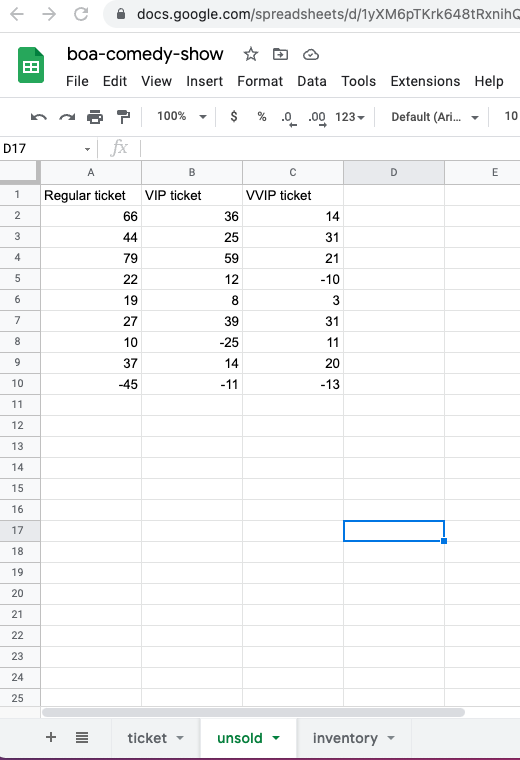 docs.google.com/spreadsheets/d/1yXM6pTKrk648tRxnihQ
boa-comedy-show
File Edit View Insert Format Data Tools Extensions Help
100% $ % .0 .00 123 Default (Ari... 10
D17 fx
A B C D E
1 Regular ticket VIP ticket VVIP ticket
2 66 36 14
3 44 25 31
4 79 59 21
5 22 12 -10
6 19 8 3
7 27 39 31
8 10 -25 11
9 37 14 20
10 -45 -11 -13
11
12
13
14
15
16
17
18
19
20
21
22
23
24
25
+ ticket unsold inventory